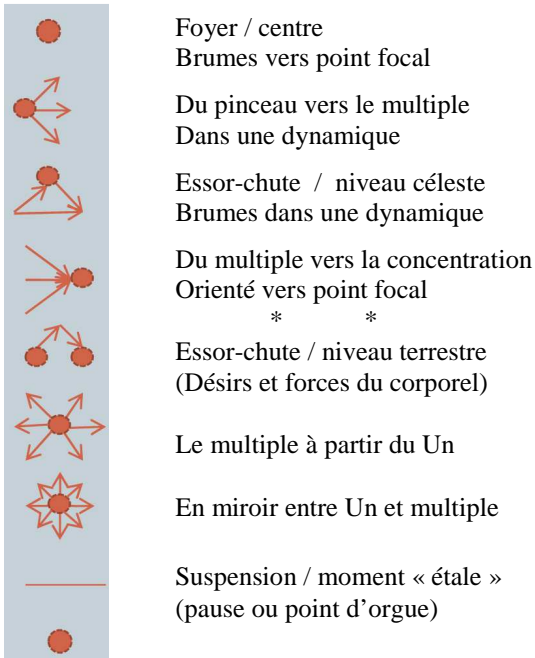 Foyer / centre
Brumes vers point focal
Du pinceau vers le multiple
Dans une dynamique
Essor-chute / niveau céleste
Brumes dans une dynamique
Du multiple vers la concentration
Orienté vers point focal
* *
Essor-chute / niveau terrestre
(Désirs et forces du corporel)
Le multiple à partir du Un
En miroir entre Un et multiple
Suspension / moment « étale »
(pause ou point d’orgue)